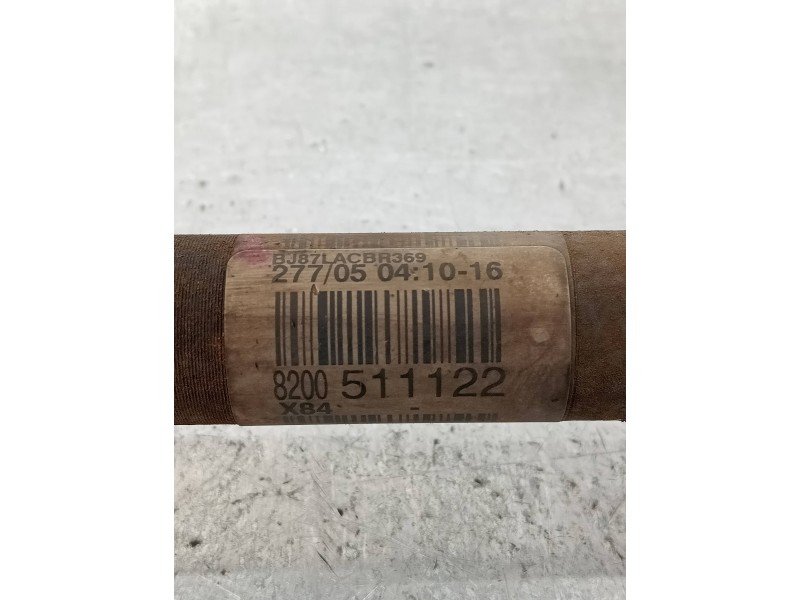 BJ87LACBR369
277/05 04:10-16
A
8200 511122
X84 -